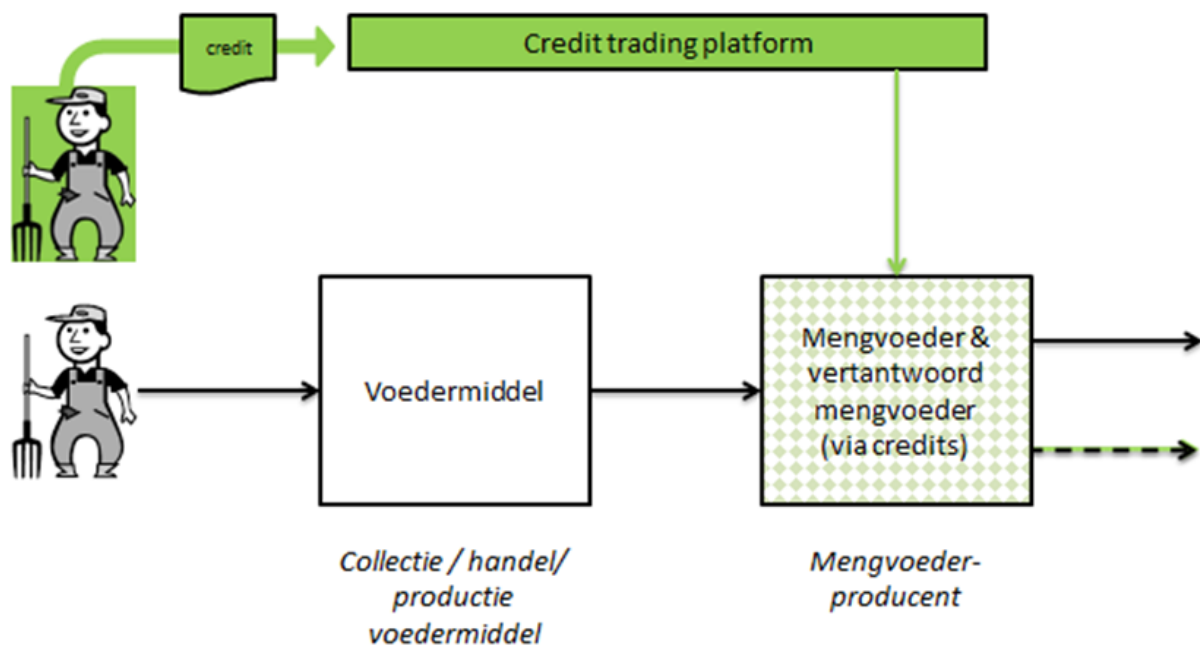 credit
Credit trading platform
Voedermiddel
Mengvoeder &
vertantwoord
mengvoeder
(via credits)
Collectie / handel/
productie
voedermiddel
Mengvoeder-
producent